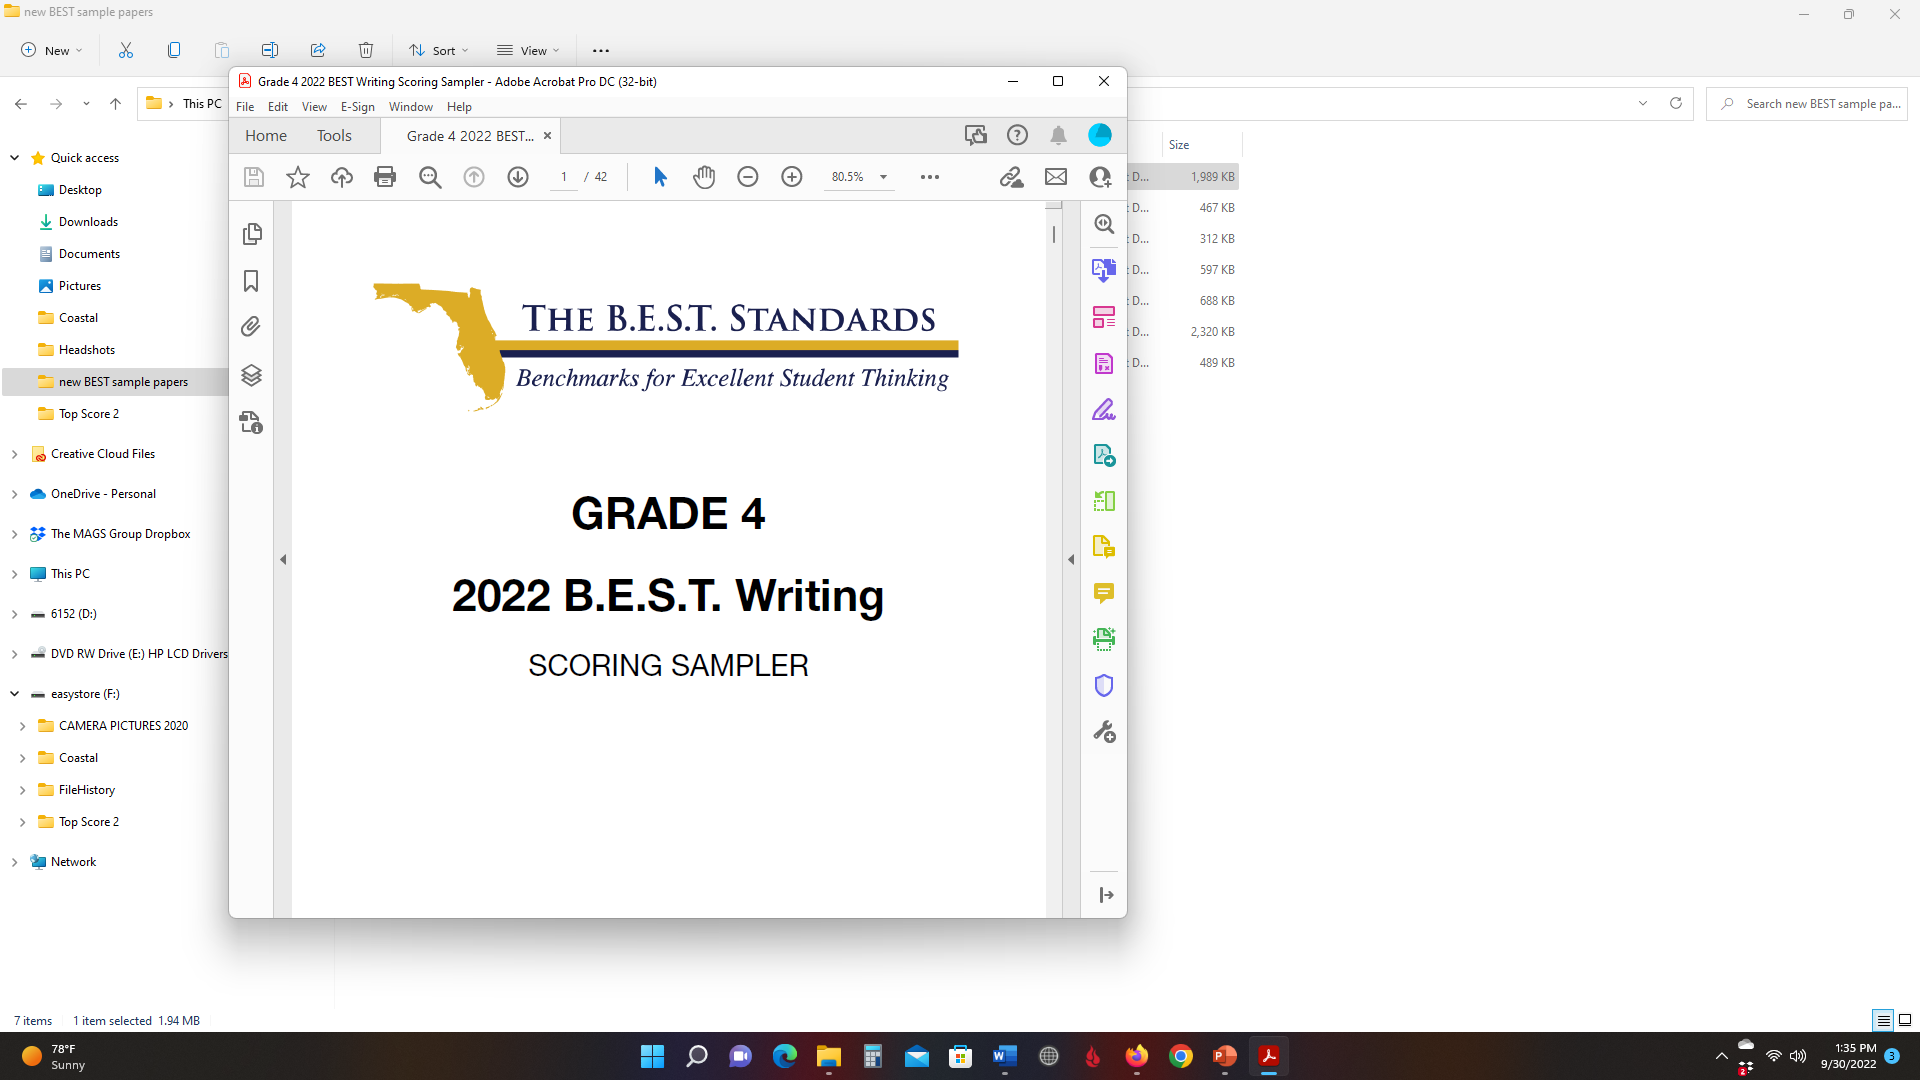 new BEST sample papers
New
Sort
View
This PC
Search new BEST sample pa...
Grade 4 2022 BEST Writing Scoring Sampler - Adobe Acrobat Pro DC (32-bit)
File Edit View E-Sign Window Help
Home Tools Grade 4 2022 BEST...
1 / 42
80.5%
Size
D... 1,989 KB
D... 467 KB
D... 312 KB
D... 597 KB
D... 688 KB
D... 2,320 KB
D... 489 KB
Quick access
Desktop
Downloads
Documents
Pictures
Coastal
Headshots
new BEST sample papers
Top Score 2
Creative Cloud Files
OneDrive - Personal
The MAGS Group Dropbox
This PC
6152 (D:)
DVD RW Drive (E:) HP LCD Drivers
easystore (F:)
CAMERA PICTURES 2020
Coastal
FileHistory
Top Score 2
Network
THE B.E.S.T. STANDARDS
Benchmarks for Excellent Student Thinking
GRADE 4
2022 B.E.S.T. Writing
SCORING SAMPLER
7 items 1 item selected 1.94 MB
78°F
Sunny
1:35 PM
9/30/2022
3
2